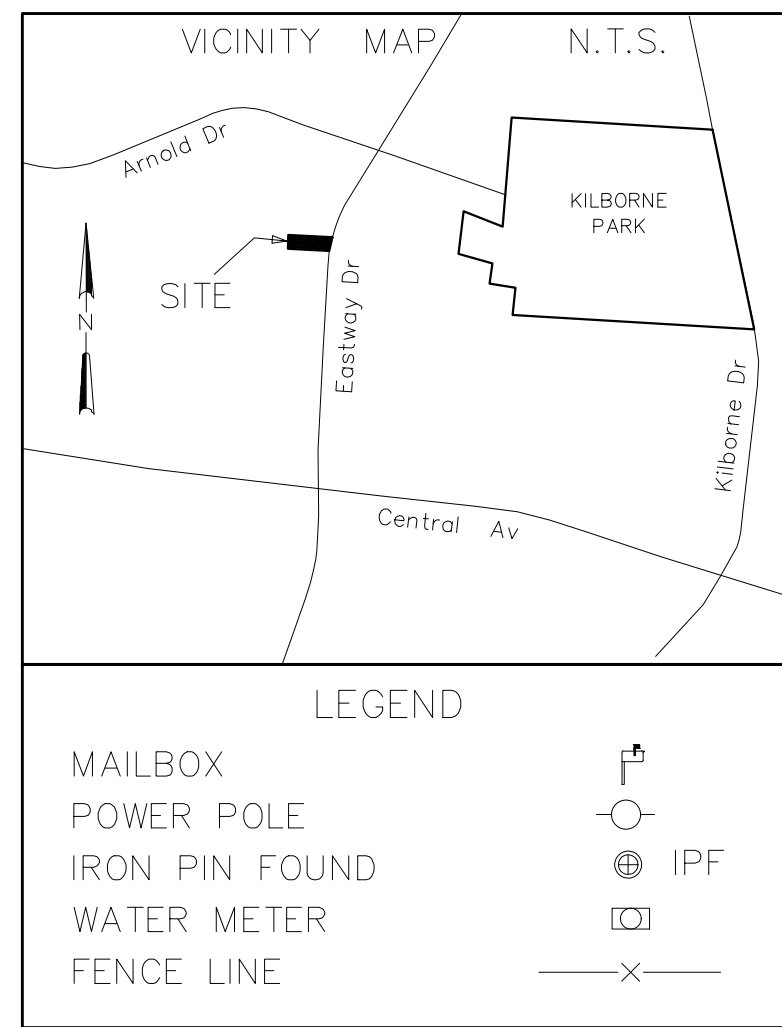 VICINITY MAP N.T.S.
Arnold Dr
KILBORNE
PARK
SITE
N
Eastway Dr
Kilborne Dr
Central Av
LEGEND
MAILBOX
POWER POLE
IRON PIN FOUND IPF
WATER METER
FENCE LINE